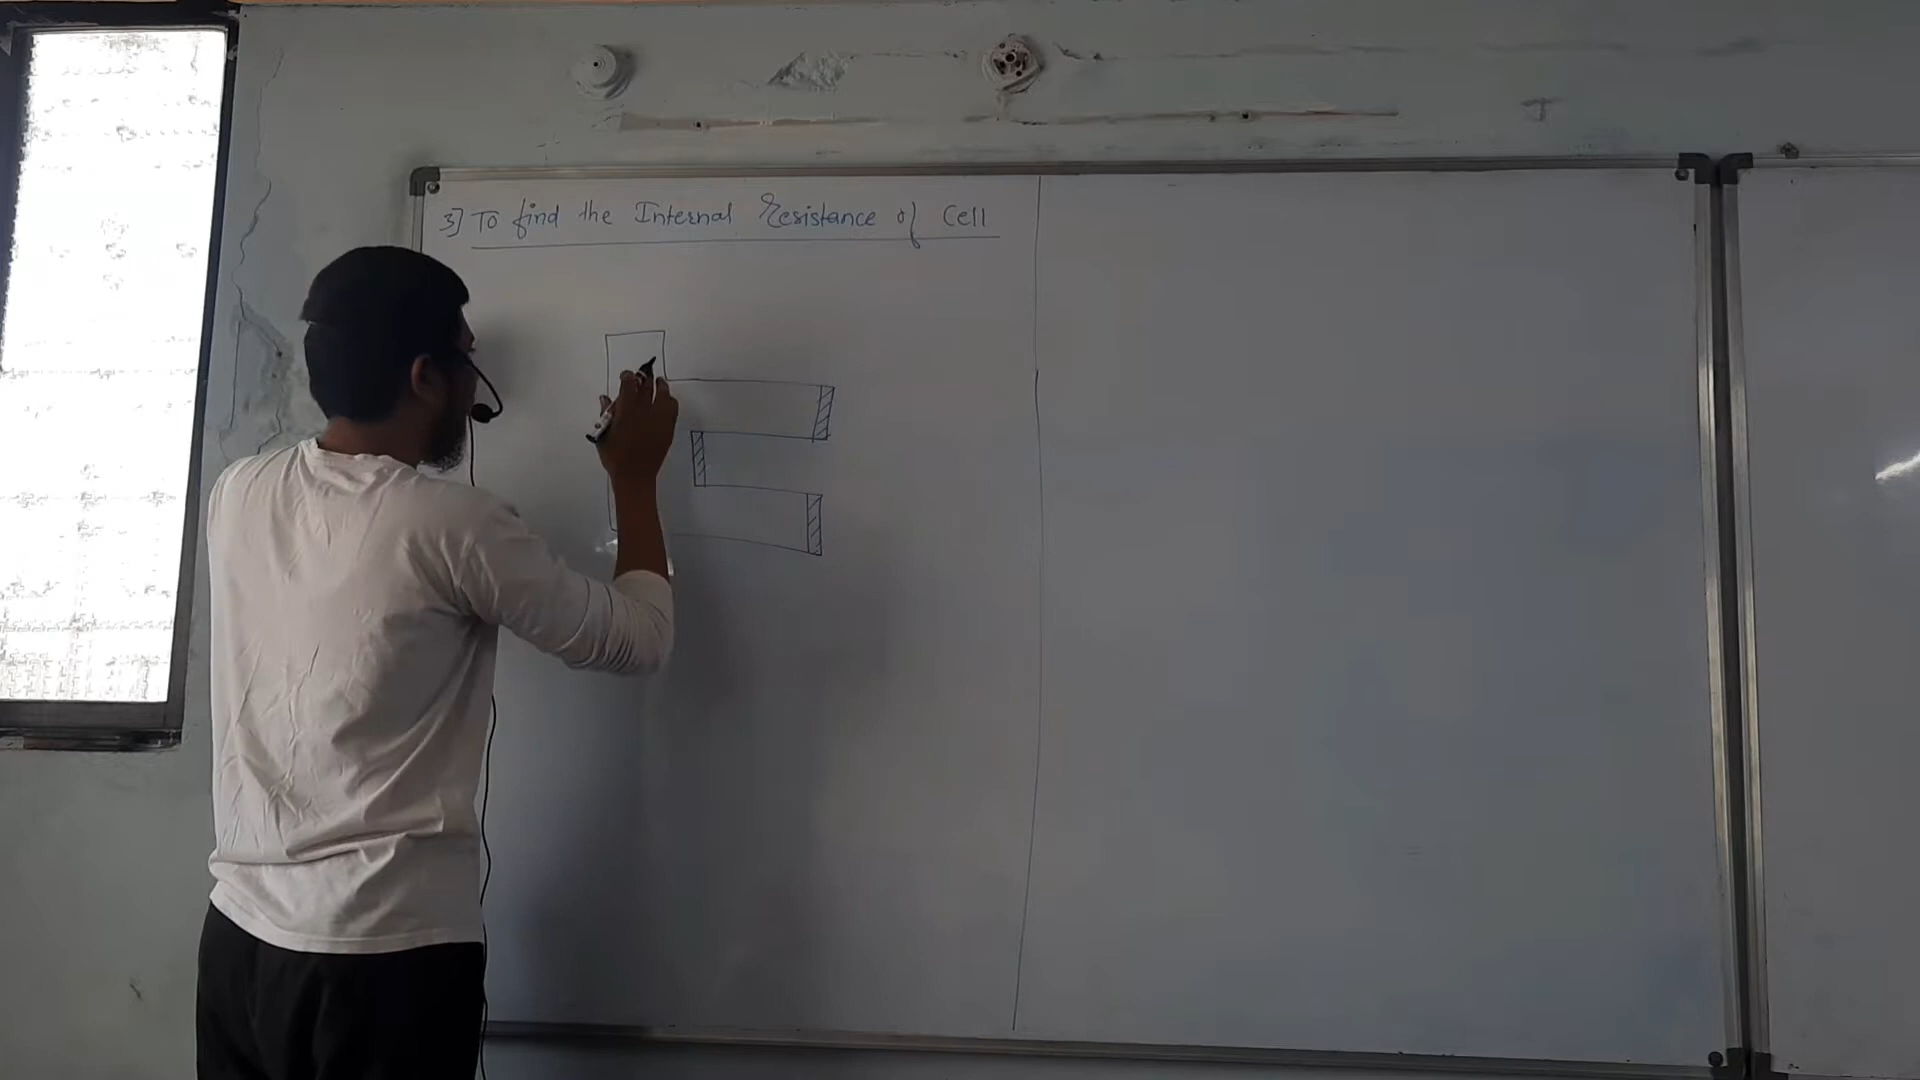 3] To find the Internal Resistance of Cell